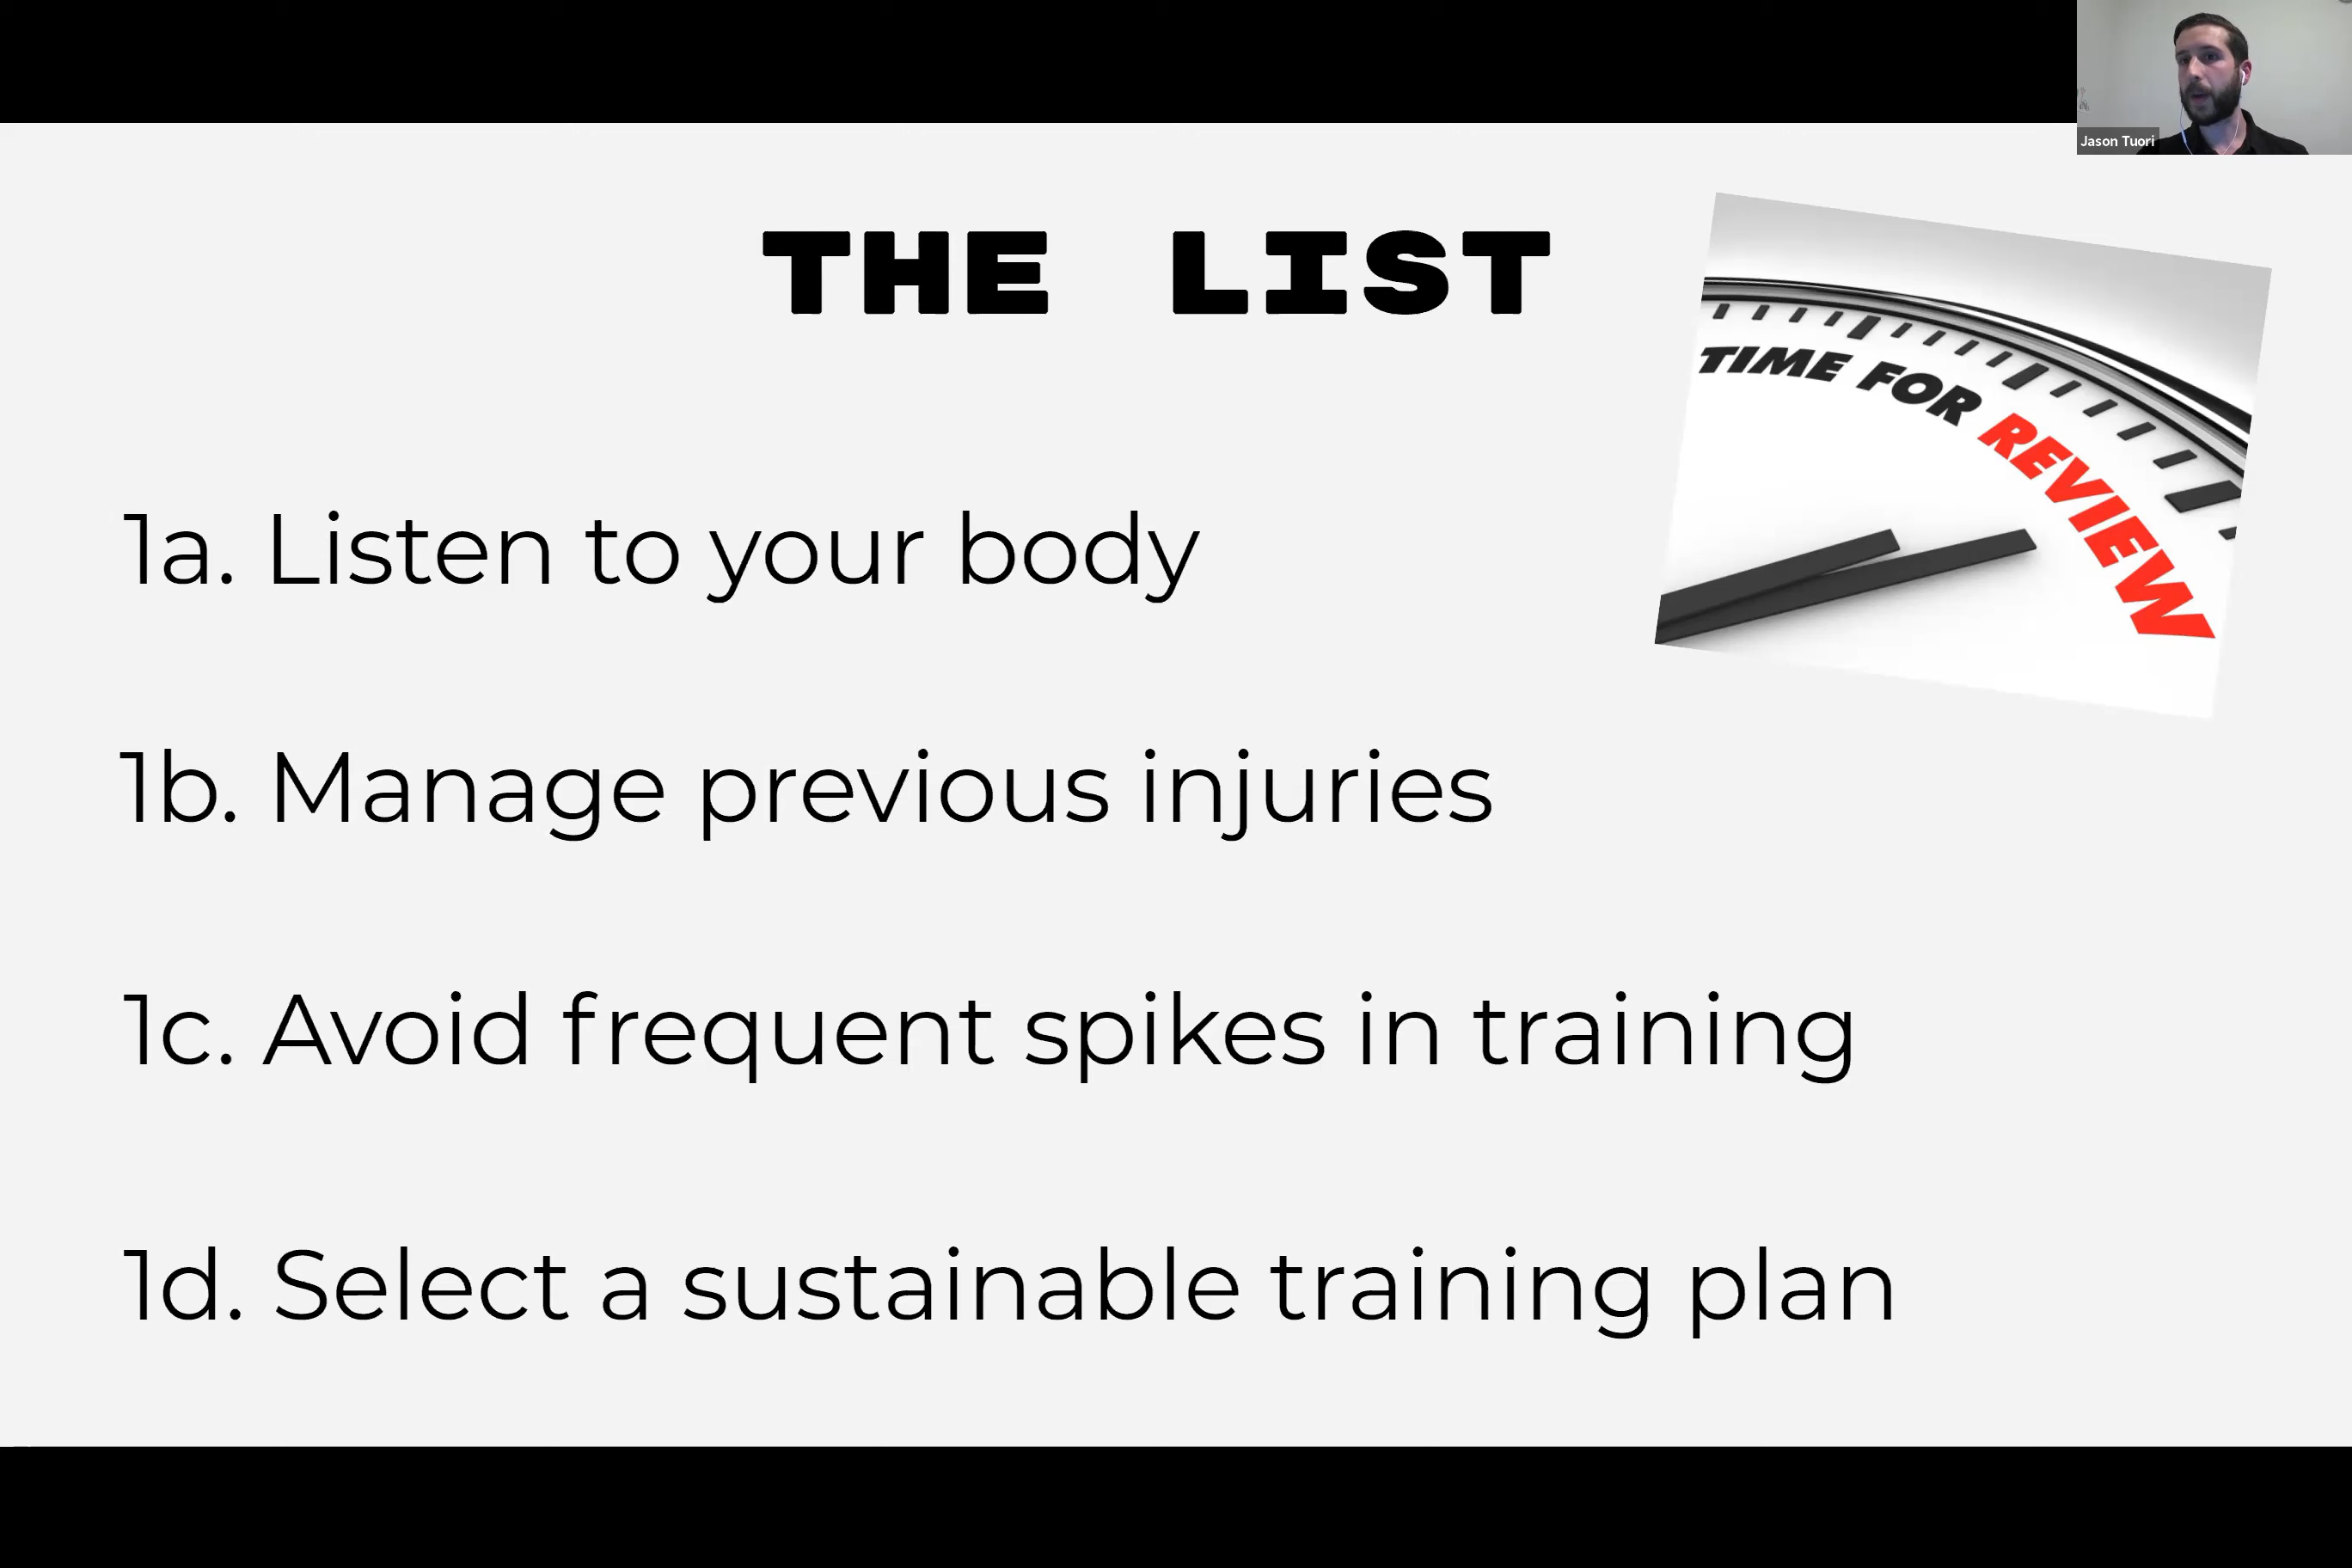 Jason Tuori
THE LIST
TIME FOR REVIEW
1a. Listen to your body
1b. Manage previous injuries
1c. Avoid frequent spikes in training
1d. Select a sustainable training plan